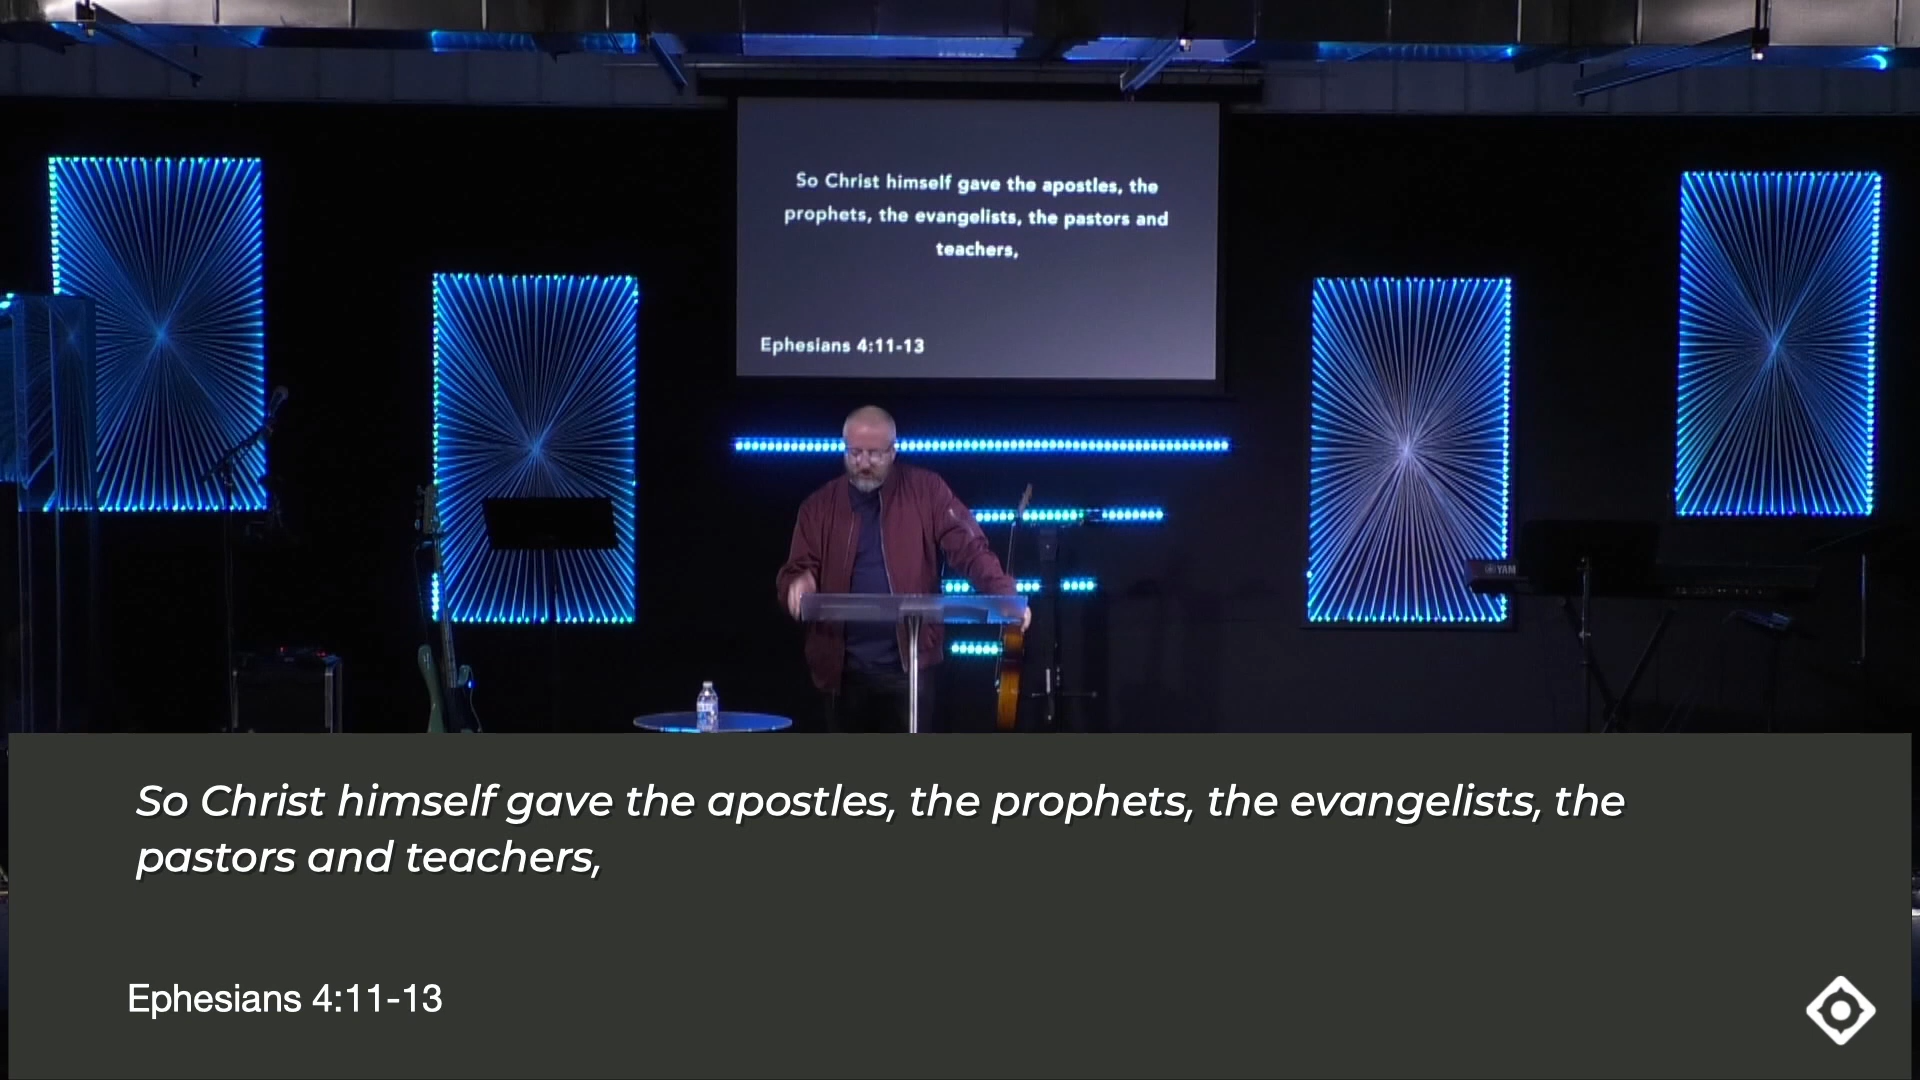 So Christ himself gave the apostles, the
prophets, the evangelists, the pastors and
teachers,
Ephesians 4:11-13
YAM
So Christ himself gave the apostles, the prophets, the evangelists, the
pastors and teachers,
Ephesians 4:11-13